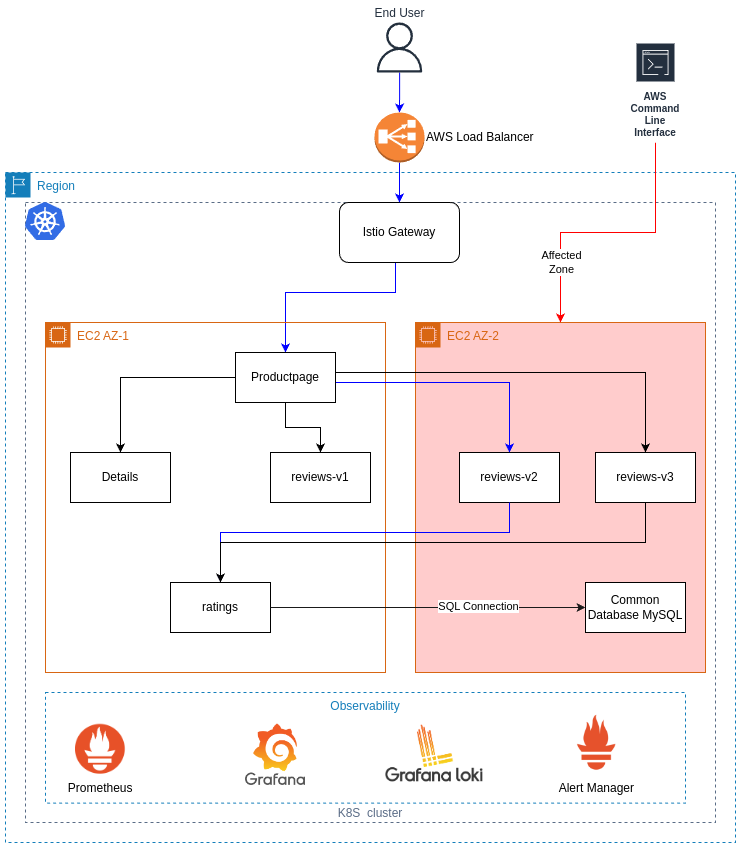 End User
AWS
Command
Line
Interface
AWS Load Balancer
Region
Istio Gateway
Affected
Zone
EC2 AZ-1
EC2 AZ-2
Productpage
Details
reviews-v1
reviews-v2
reviews-v3
ratings
SQL Connection
Common
Database MySQL
Observability
Prometheus
Grafana
Grafana loki
Alert Manager
K8S cluster